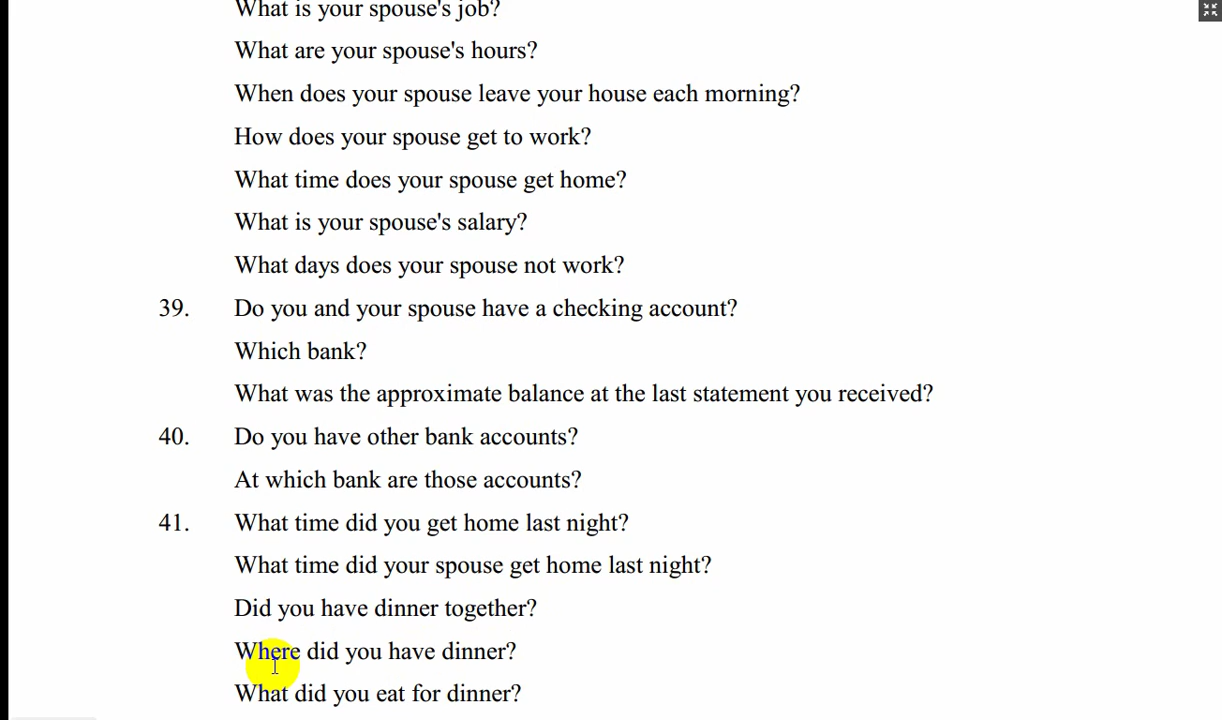 What is your spouse's job?
What are your spouse's hours?
When does your spouse leave your house each morning?
How does your spouse get to work?
What time does your spouse get home?
What is your spouse's salary?
What days does your spouse not work?
39. Do you and your spouse have a checking account?
Which bank?
What was the approximate balance at the last statement you received?
40. Do you have other bank accounts?
At which bank are those accounts?
41. What time did you get home last night?
What time did your spouse get home last night?
Did you have dinner together?
Where did you have dinner?
What did you eat for dinner?